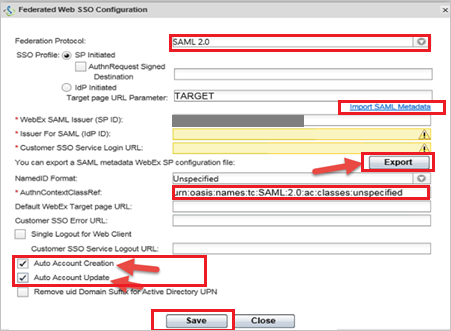 Federated Web SSO Configuration
Federation Protocol: SAML 2.0
SSO Profile: SP Initiated
AuthnRequest Signed
Destination
IdP Initiated
Target page URL Parameter: TARGET
Import SAML Metadata
* WebEx SAML Issuer (SP ID):
* Issuer For SAML (IdP ID):
* Customer SSO Service Login URL:
You can export a SAML metadata WebEx SP configuration file: Export
NamedID Format: Unspecified
* AuthnContextClassRef: urn:oasis:names:tc:SAML:2.0:ac:classes:unspecified
Default WebEx Target page URL:
Customer SSO Error URL:
Single Logout for Web Client
Customer SSO Service Logout URL:
Auto Account Creation
Auto Account Update
Remove uid Domain Suffix for Active Directory UPN
Save Close